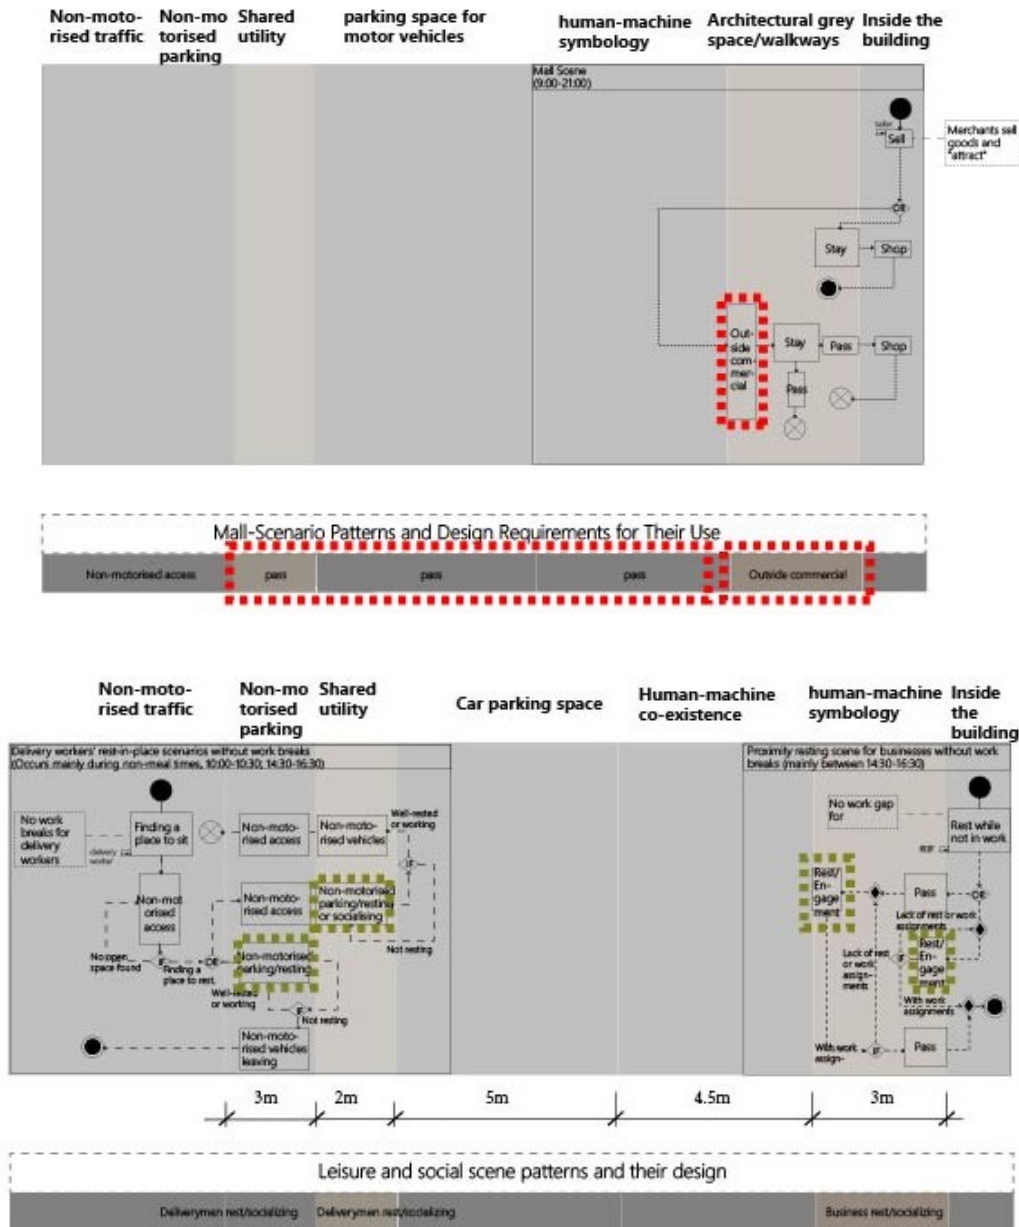 Non-moto-
rised traffic
Non-mo
torised
parking
Shared
utility
parking space for
motor vehicles
human-machine
symbology
Architectural grey
space/walkways
Inside the
building
Mall Scene
(9:00-21:00)
Sell
Merchants sell
goods and
"attract"
OR
Stay
Shop
Out-
side
com-
mer-
cial
Stay
Pass
Shop
Pass
Mall-Scenario Patterns and Design Requirements for Their Use
Non-motorised access
pass
pass
pass
Outside commercial
Non-moto-
rised traffic
Non-mo
torised
parking
Shared
utility
Car parking space
Human-machine
co-existence
human-machine
symbology
Inside
the
building
Delivery workers' rest-in-place scenarios without work breaks
(Occurs mainly during non-meal times, 10:00-10:30; 14:30-16:30)
Proximity resting scene for businesses without work
breaks (mainly between 14:30-16:30)
No work
breaks for
delivery
workers
delivery
worker
Finding a
place to sit
Non-moto-
rised access
Non-moto-
rised vehicles
Well-rested
or working
IF
Non-mot
orised
access
Non-moto-
rised access
Non-motorised
parking/resting
or socialising
Not resting
No open
space found
IF
Finding a
place to rest.
OR
Non-motorised
parking/resting
Well-rested
or working
IF
Not resting
Non-moto-
rised vehicles
leaving
No work gap
for
Rest while
not in work
Rest/
En-
gage
ment
Pass
OR
Lack of rest or work
assignments
Lack of rest
or work
assign-
ments
IF
Rest/
En-
gage
ment
With work
assignments
With work
assign-
IF
Pass
3m
2m
5m
4.5m
3m
Leisure and social scene patterns and their design
Deliverymen rest/socializing
Deliverymen rest/socializing
Business rest/socializing